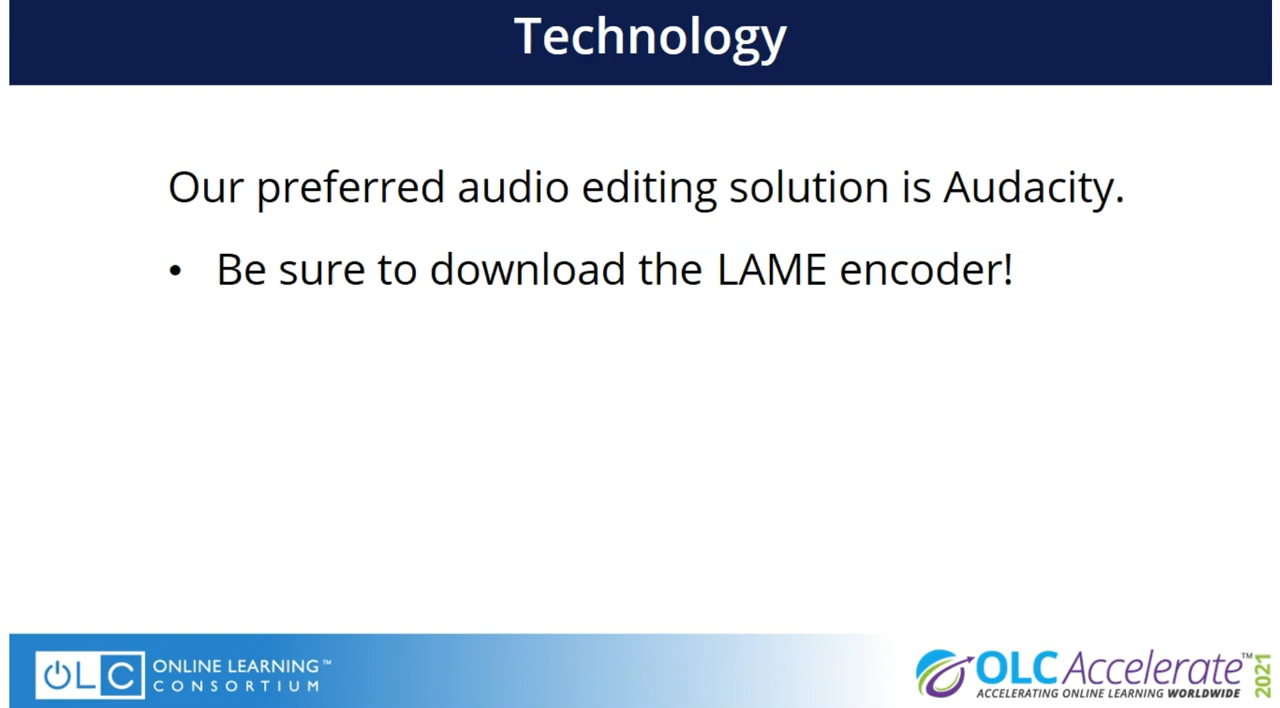 Technology
Our preferred audio editing solution is Audacity.
• Be sure to download the LAME encoder!
OLC ONLINE LEARNING™
CONSORTIUM
OLC Accelerate™ 2021
ACCELERATING ONLINE LEARNING WORLDWIDE